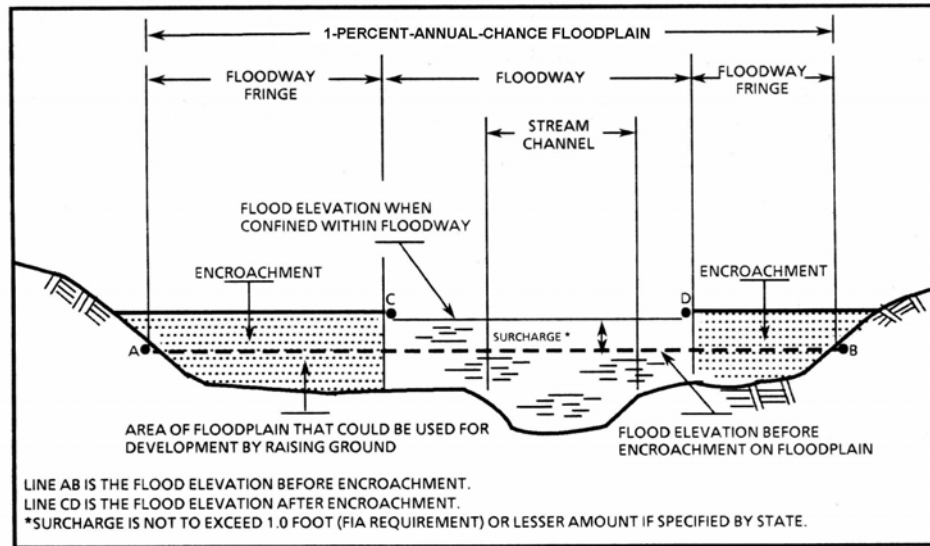 1-PERCENT-ANNUAL-CHANCE FLOODPLAIN
FLOODWAY
FRINGE
FLOODWAY
FLOODWAY
FRINGE
STREAM
CHANNEL
FLOOD ELEVATION WHEN
CONFINED WITHIN FLOODWAY
ENCROACHMENT
ENCROACHMENT
C
D
SURCHARGE *
A
B
AREA OF FLOODPLAIN THAT COULD BE USED FOR
DEVELOPMENT BY RAISING GROUND
FLOOD ELEVATION BEFORE
ENCROACHMENT ON FLOODPLAIN
LINE AB IS THE FLOOD ELEVATION BEFORE ENCROACHMENT.
LINE CD IS THE FLOOD ELEVATION AFTER ENCROACHMENT.
*SURCHARGE IS NOT TO EXCEED 1.0 FOOT (FIA REQUIREMENT) OR LESSER AMOUNT IF SPECIFIED BY STATE.